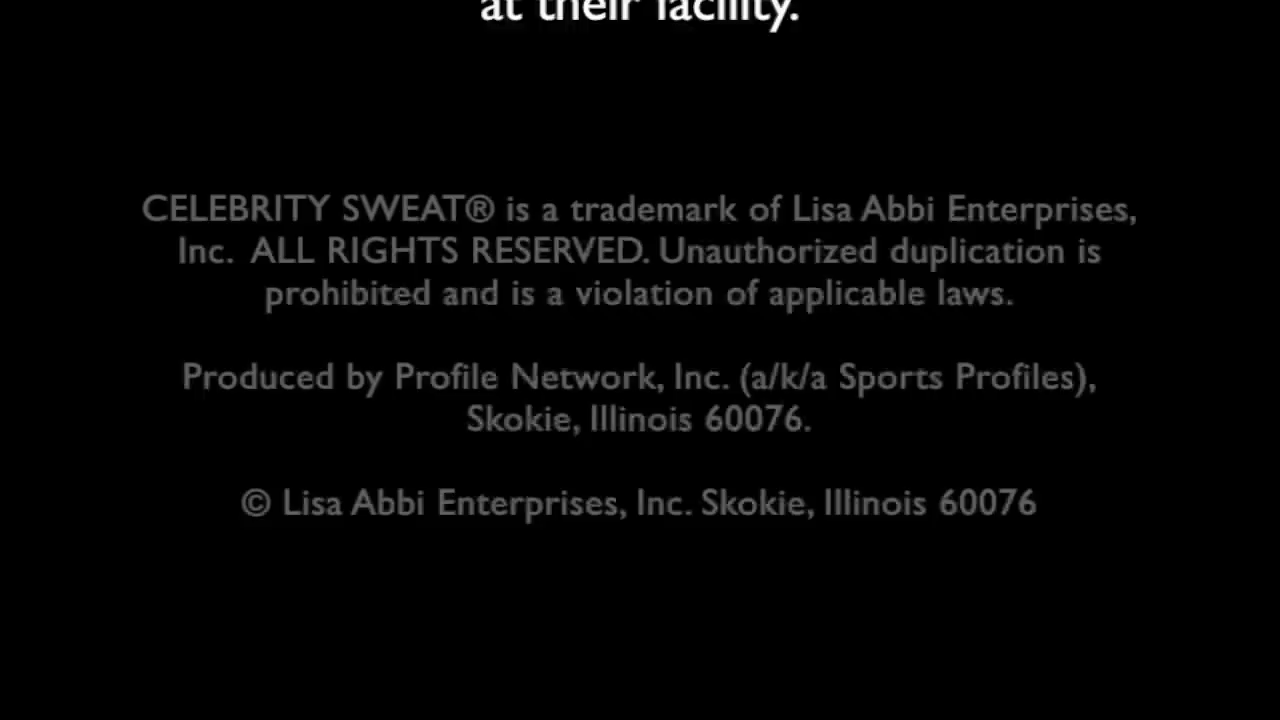 at their facility.
CELEBRITY SWEAT® is a trademark of Lisa Abbi Enterprises,
Inc.  ALL RIGHTS RESERVED. Unauthorized duplication is
prohibited and is a violation of applicable laws.
Produced by Profile Network, Inc. (a/k/a Sports Profiles),
Skokie, Illinois 60076.
© Lisa Abbi Enterprises, Inc. Skokie, Illinois 60076